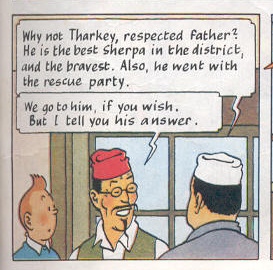 Why not Tharkey, respected father?
He is the best Sherpa in the district,
and the bravest. Also, he went with
the rescue party.
We go to him, if you wish.
But I tell you his answer.